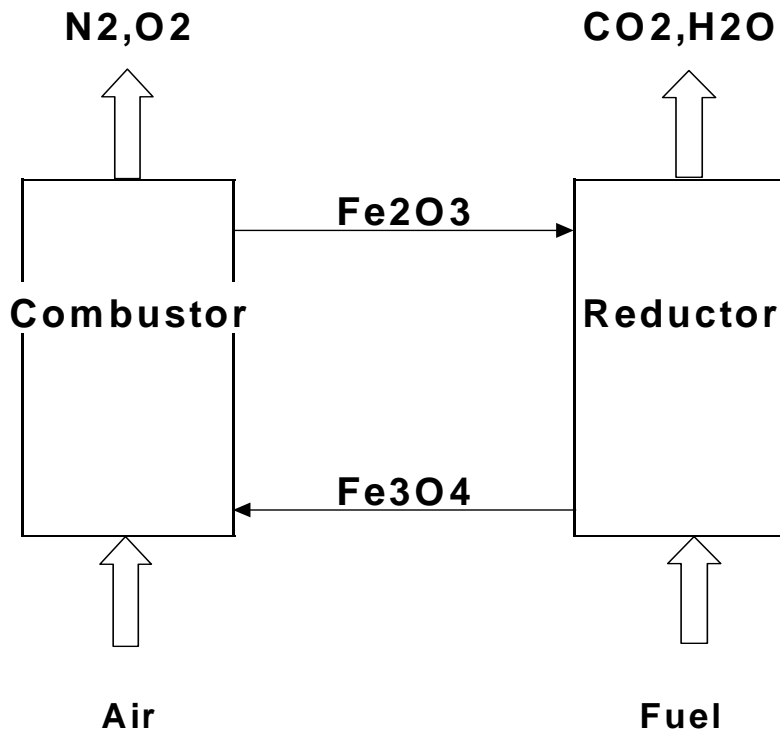 N2,O2
CO2,H2O
Fe2O3
Combustor
Reductor
Fe3O4
Air
Fuel